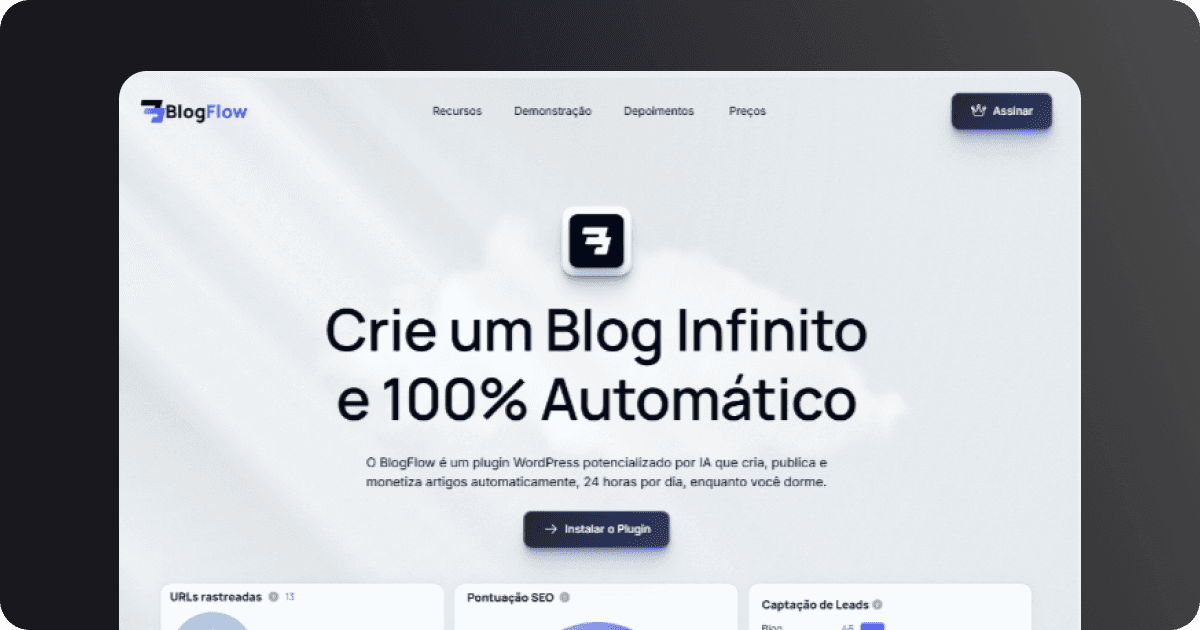 BlogFlow
Recursos
Demonstração
Depoimentos
Preços
Assinar
Crie um Blog Infinito
e 100% Automático
O BlogFlow é um plugin WordPress potencializado por IA que cria, publica e
monetiza artigos automaticamente, 24 horas por dia, enquanto você dorme.
Instalar o Plugin
URLs rastreadas 13
Pontuação SEO
Captação de Leads
Blog